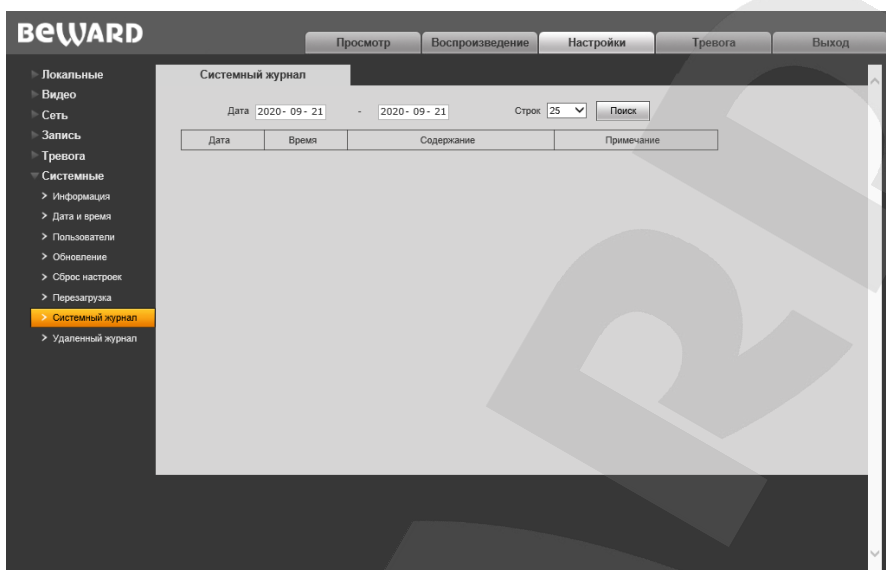 BEWARD
Просмотр Воспроизведение Настройки Тревога Выход
Локальные
Видео
Сеть
Запись
Тревога
Системные
Информация
Дата и время
Пользователи
Обновление
Сброс настроек
Перезагрузка
Системный журнал
Удаленный журнал
Системный журнал
Дата 2020- 09- 21 - 2020- 09- 21 Строк 25 Поиск
Дата Время Содержание Примечание